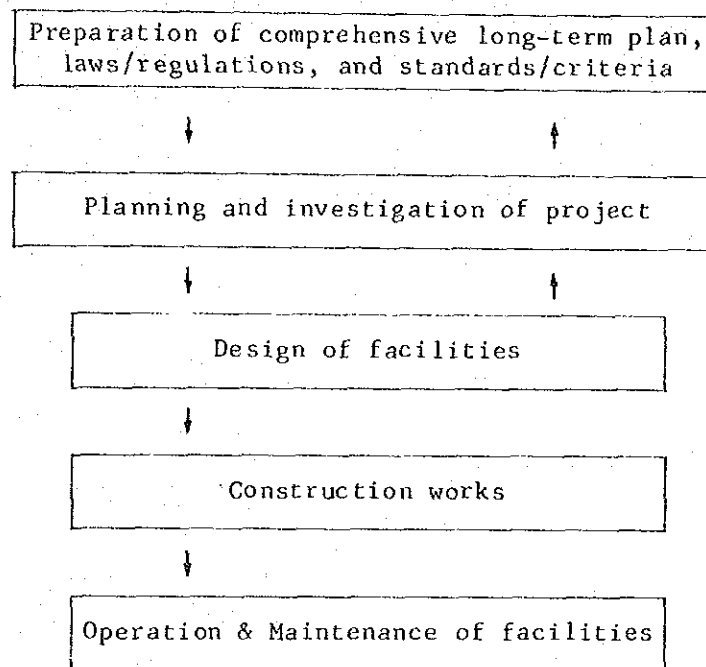 Preparation of comprehensive long-term plan,
laws/regulations, and standards/criteria
Planning and investigation of project
Design of facilities
Construction works
Operation & Maintenance of facilities